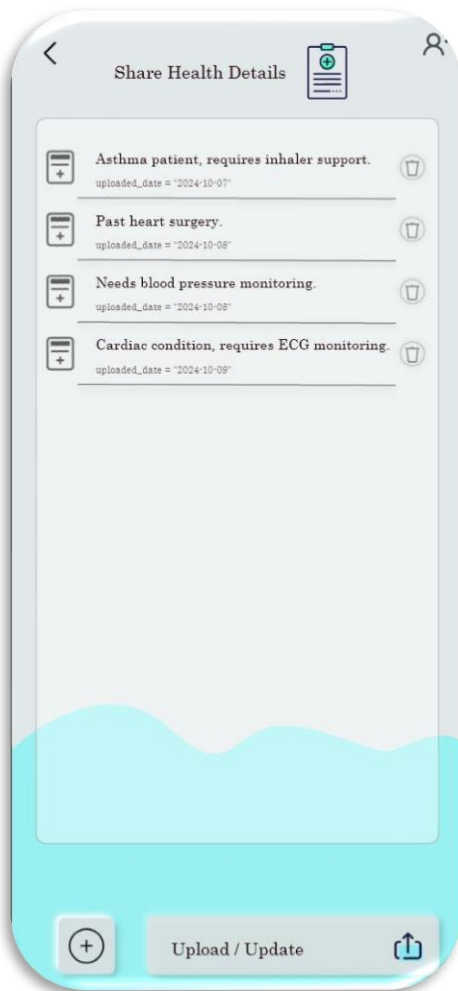 Share Health Details
Asthma patient, requires inhaler support.
uploaded_date = "2024-10-07"
Past heart surgery.
uploaded_date = "2024-10-08"
Needs blood pressure monitoring.
uploaded_date = "2024-10-08"
Cardiac condition, requires ECG monitoring.
uploaded_date = "2024-10-09"
Upload / Update